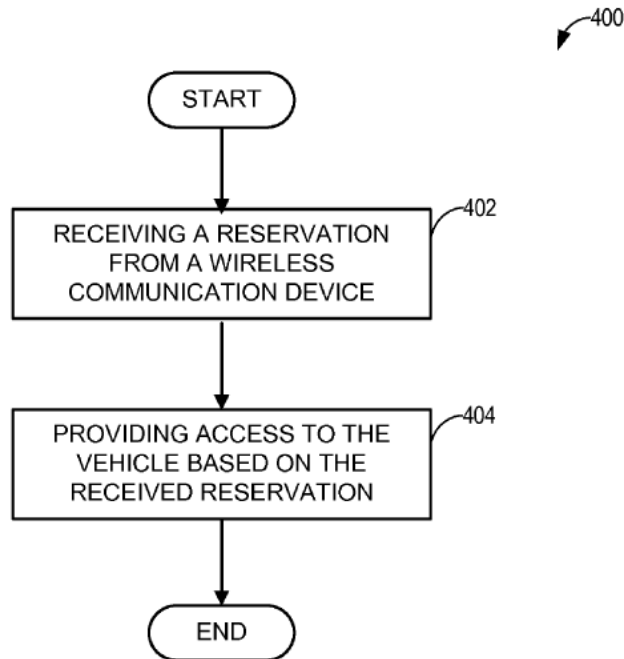 400
START
402
RECEIVING A RESERVATION
FROM A WIRELESS
COMMUNICATION DEVICE
404
PROVIDING ACCESS TO THE
VEHICLE BASED ON THE
RECEIVED RESERVATION
END